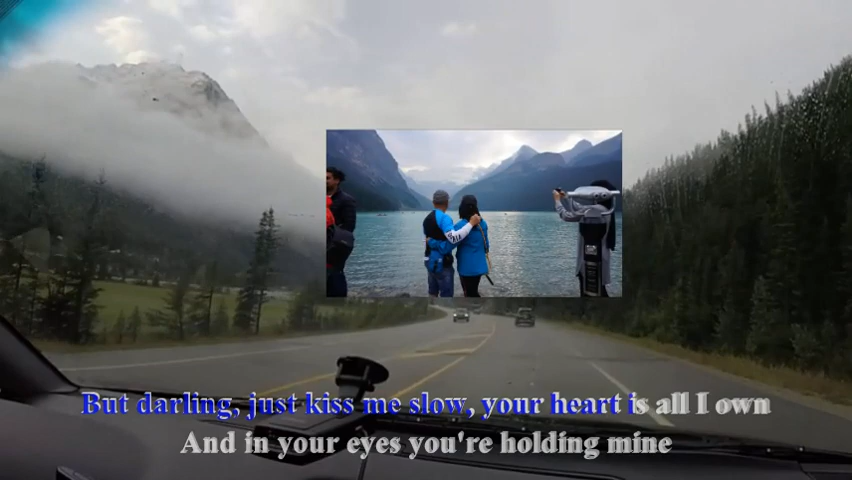 But darling, just kiss me slow, your heart is all I own
And in your eyes you're holding mine